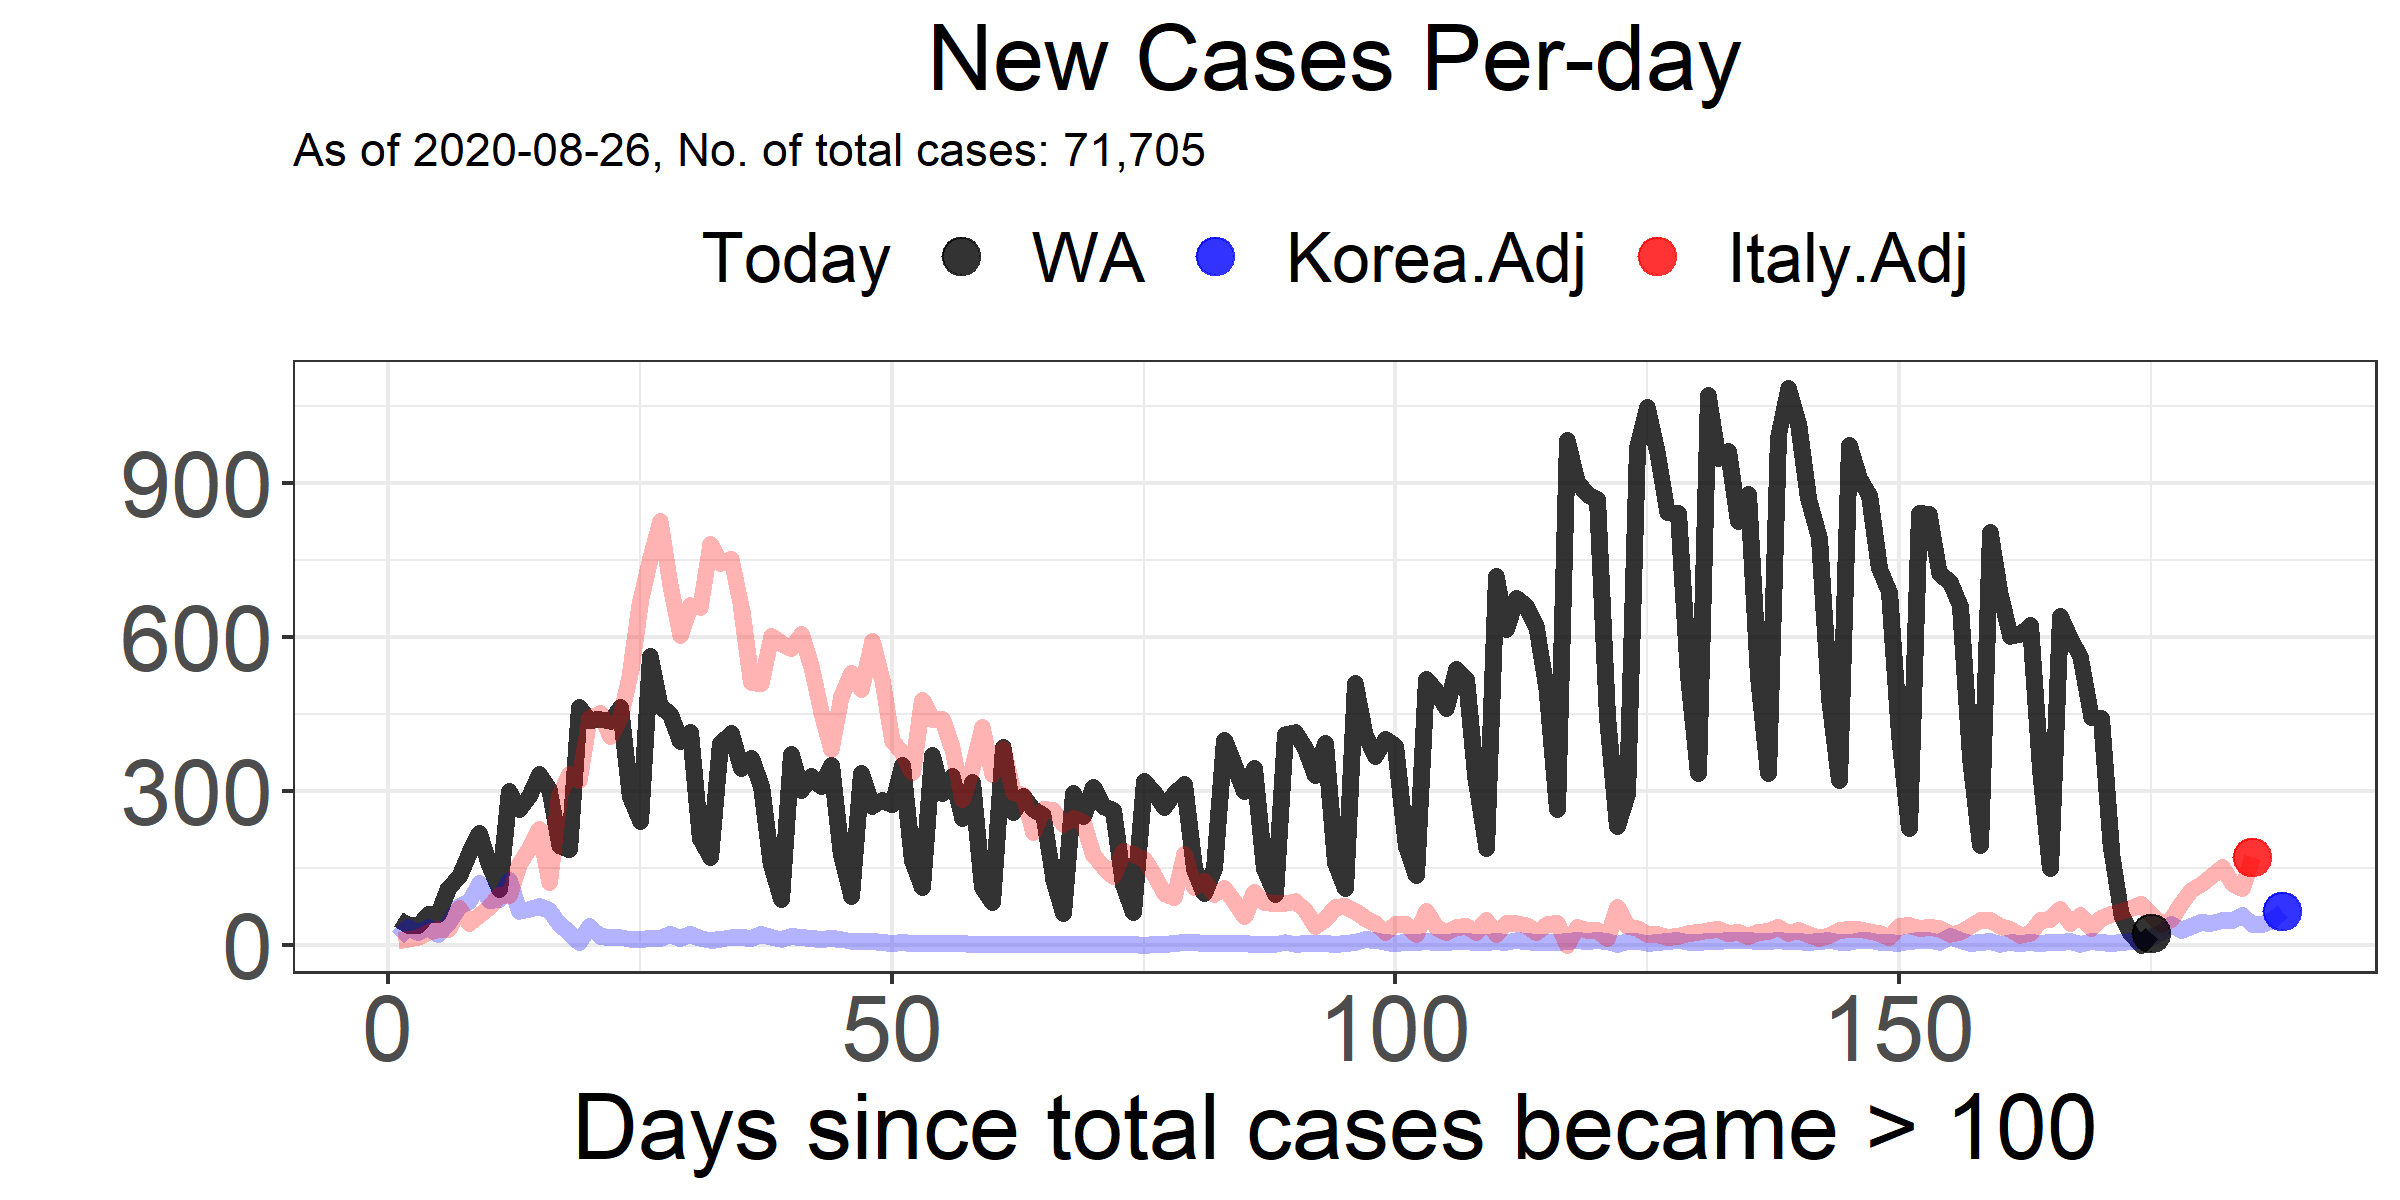 New Cases Per-day
As of 2020-08-26, No. of total cases: 71,705
Today WA Korea.Adj Italy.Adj
900
600
300
0
0 50 100 150
Days since total cases became > 100